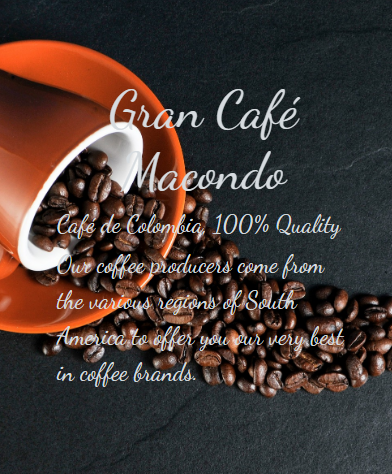 Gran Café
Macondo
Café de Colombia, 100% Quality
Our coffee producers come from
the various regions of South
America to offer you our very best
in coffee brands.